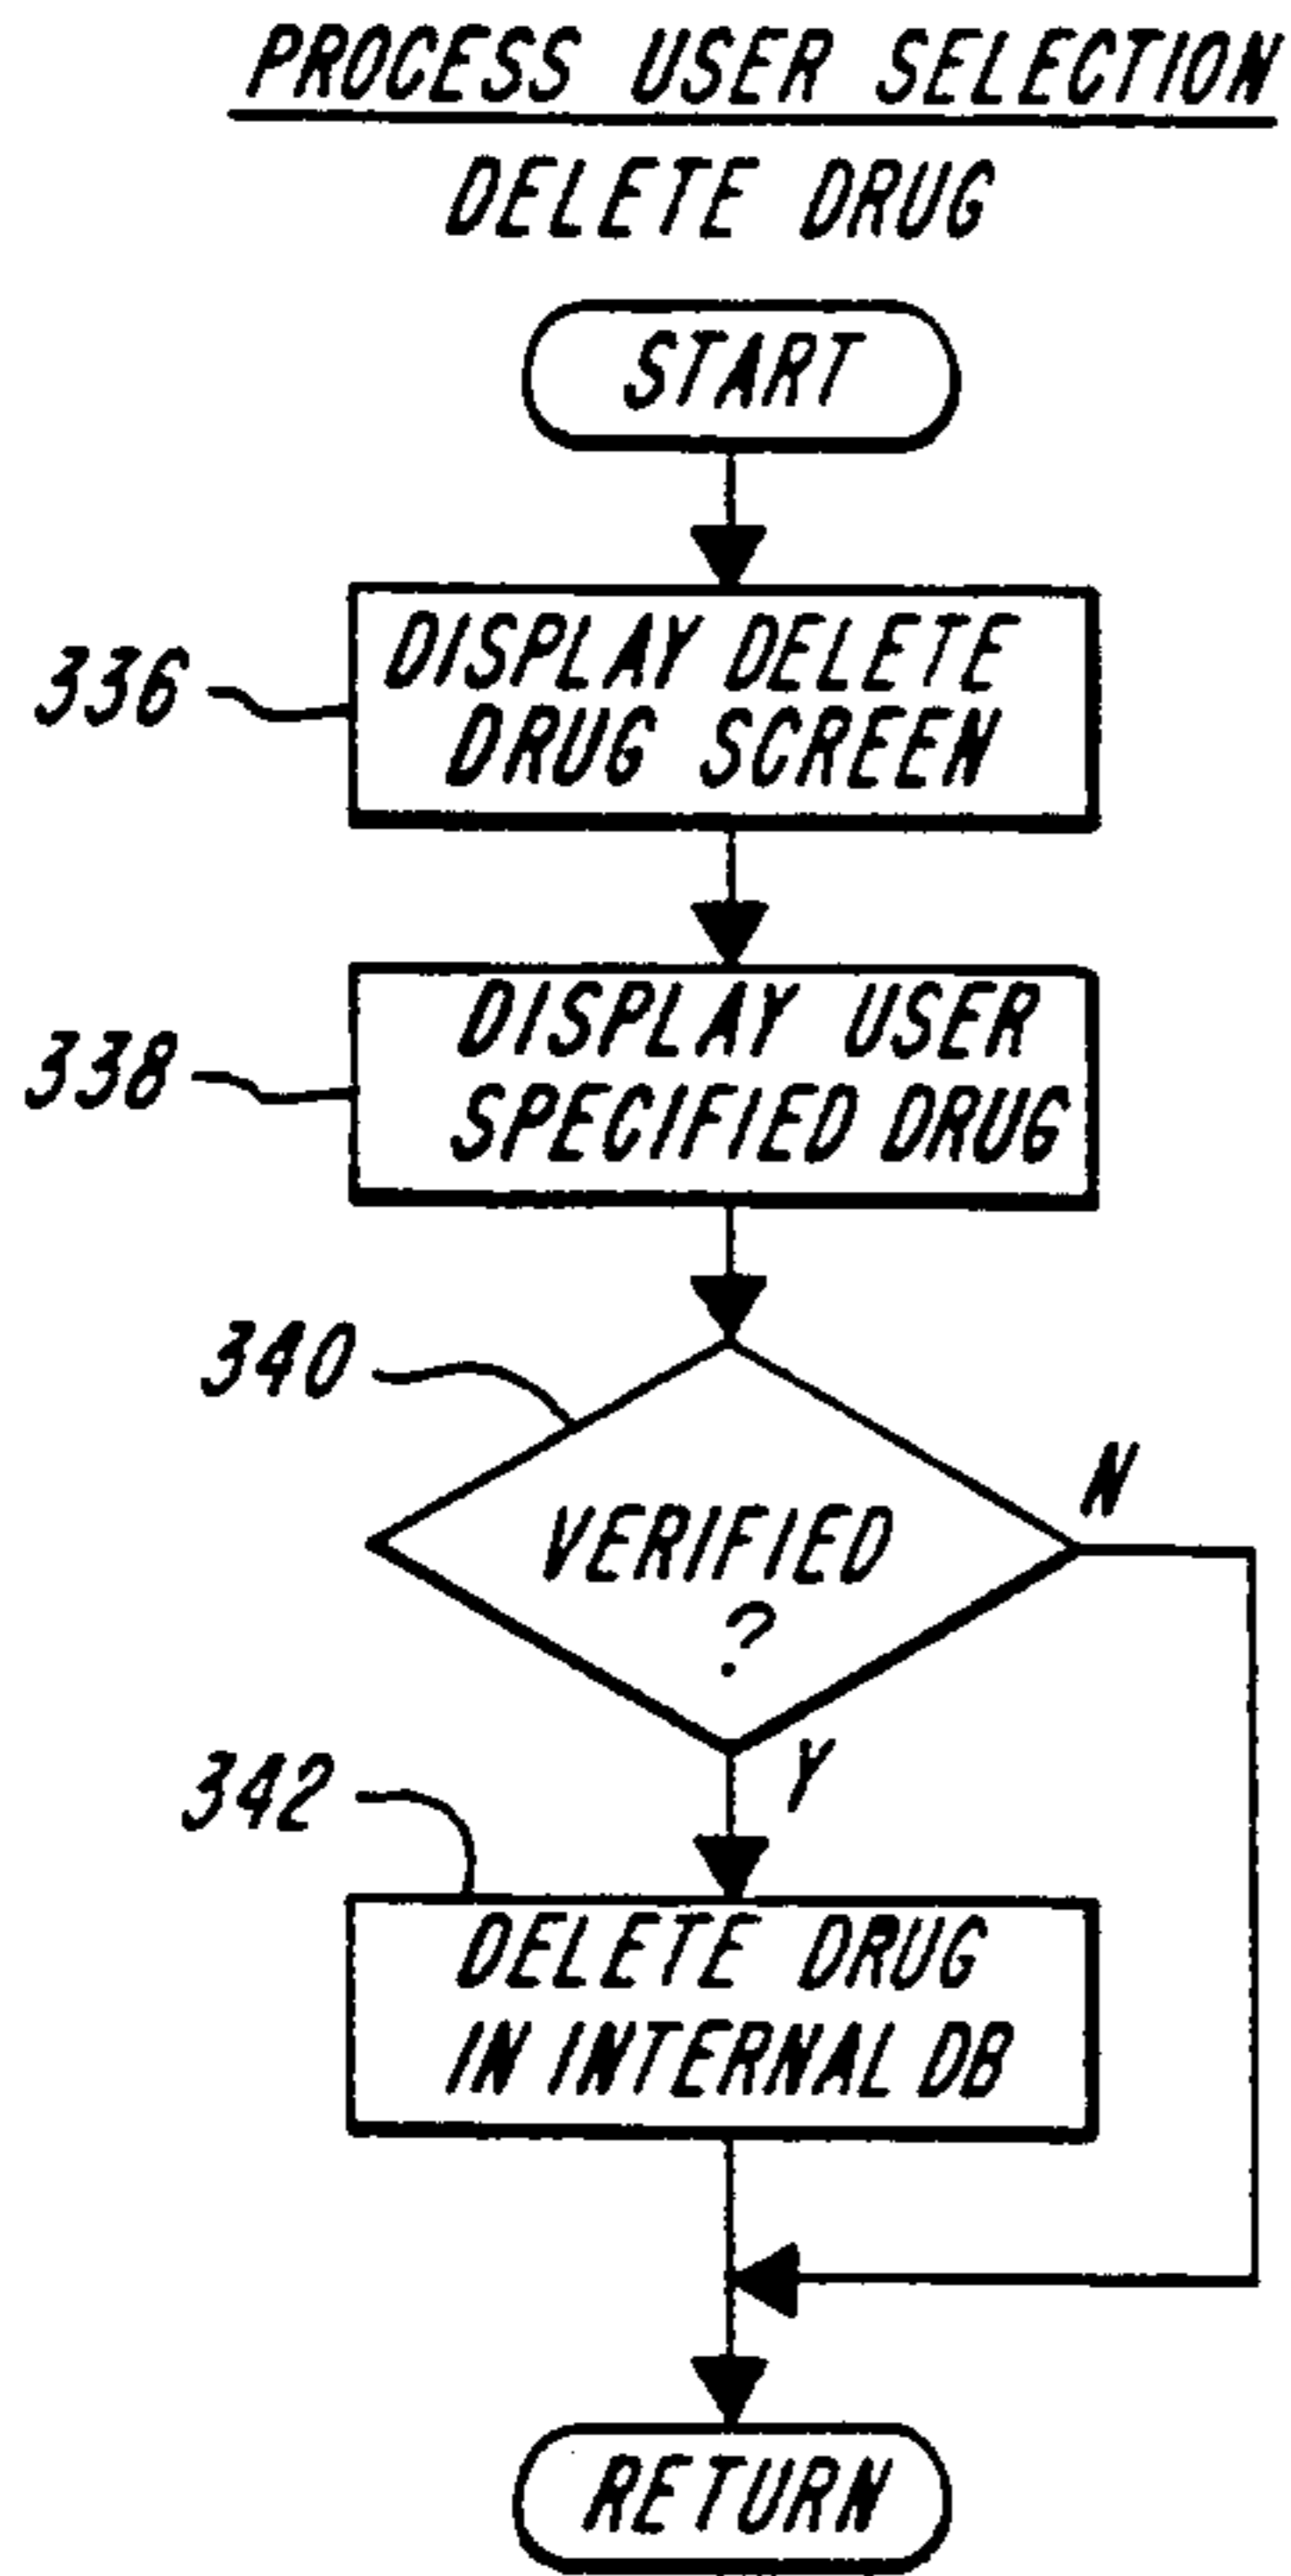 PROCESS USER SELECTION
DELETE DRUG
START
336
DISPLAY DELETE
DRUG SCREEN
338
DISPLAY USER
SPECIFIED DRUG
340
VERIFIED
?
N
Y
342
DELETE DRUG
IN INTERNAL DB
RETURN